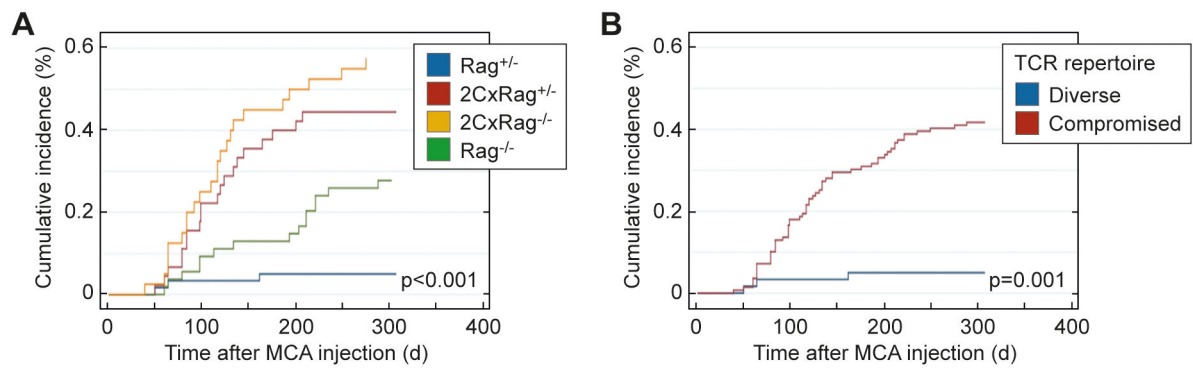 A
Cumulative incidence (%)
0.6
0.4
0.2
0
0 100 200 300 400
Time after MCA injection (d)
Rag+/-
2CxRag+/-
2CxRag-/-
Rag-/-
p<0.001
B
Cumulative incidence (%)
0.6
0.4
0.2
0
0 100 200 300 400
Time after MCA injection (d)
TCR repertoire
Diverse
Compromised
p=0.001